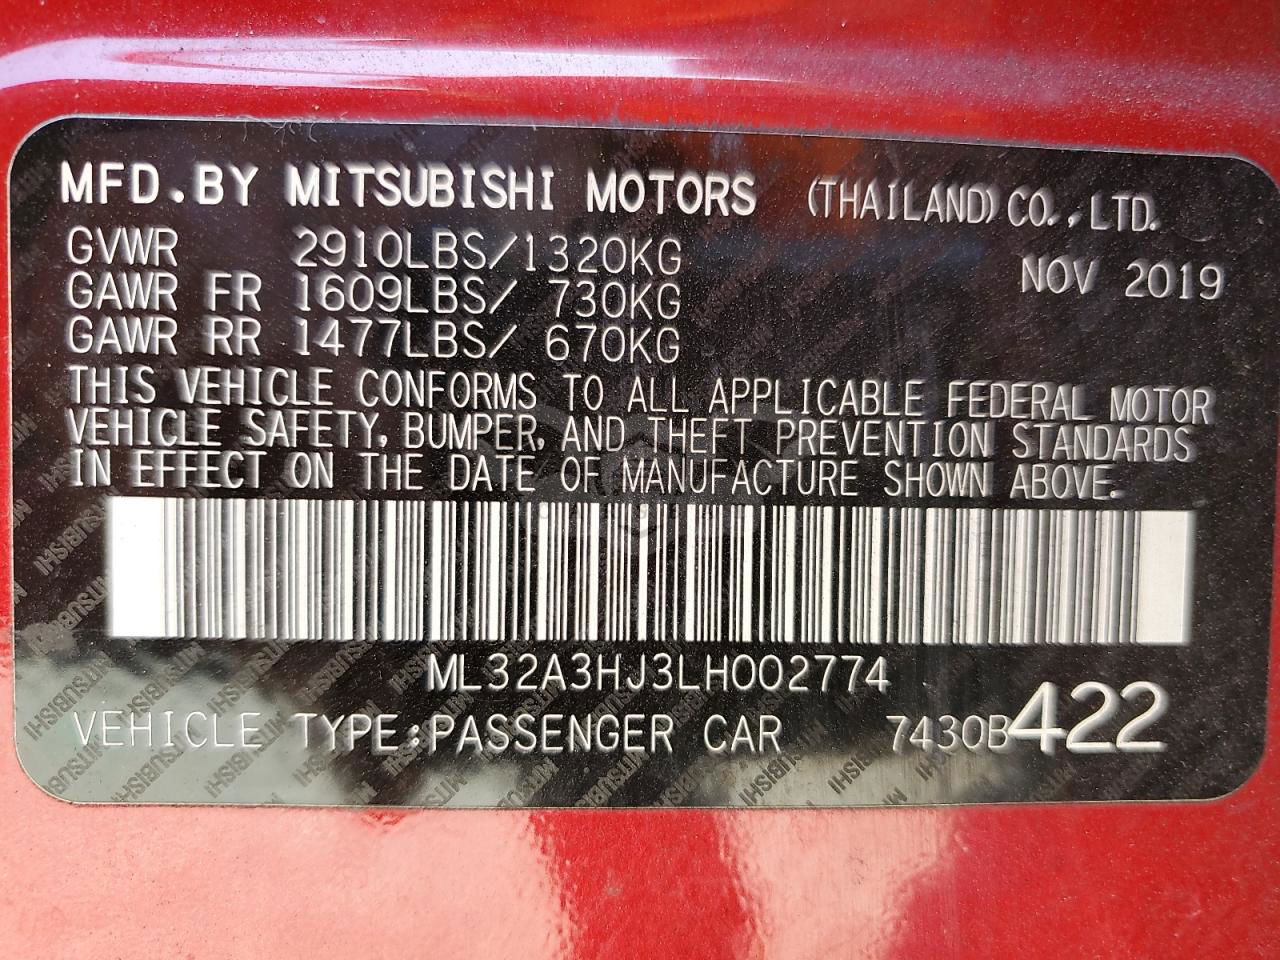 MFD.BY MITSUBISHI MOTORS (THAILAND) CO.,LTD.
GVWR 2910LBS/1320KG NOV 2019
GAWR FR 1609LBS/ 730KG
GAWR RR 1477LBS/ 670KG
THIS VEHICLE CONFORMS TO ALL APPLICABLE FEDERAL MOTOR
VEHICLE SAFETY, BUMPER, AND THEFT PREVENTION STANDARDS
IN EFFECT ON THE DATE OF MANUFACTURE SHOWN ABOVE.
ML32A3HJ3LH002774
VEHICLE TYPE:PASSENGER CAR 7430B422